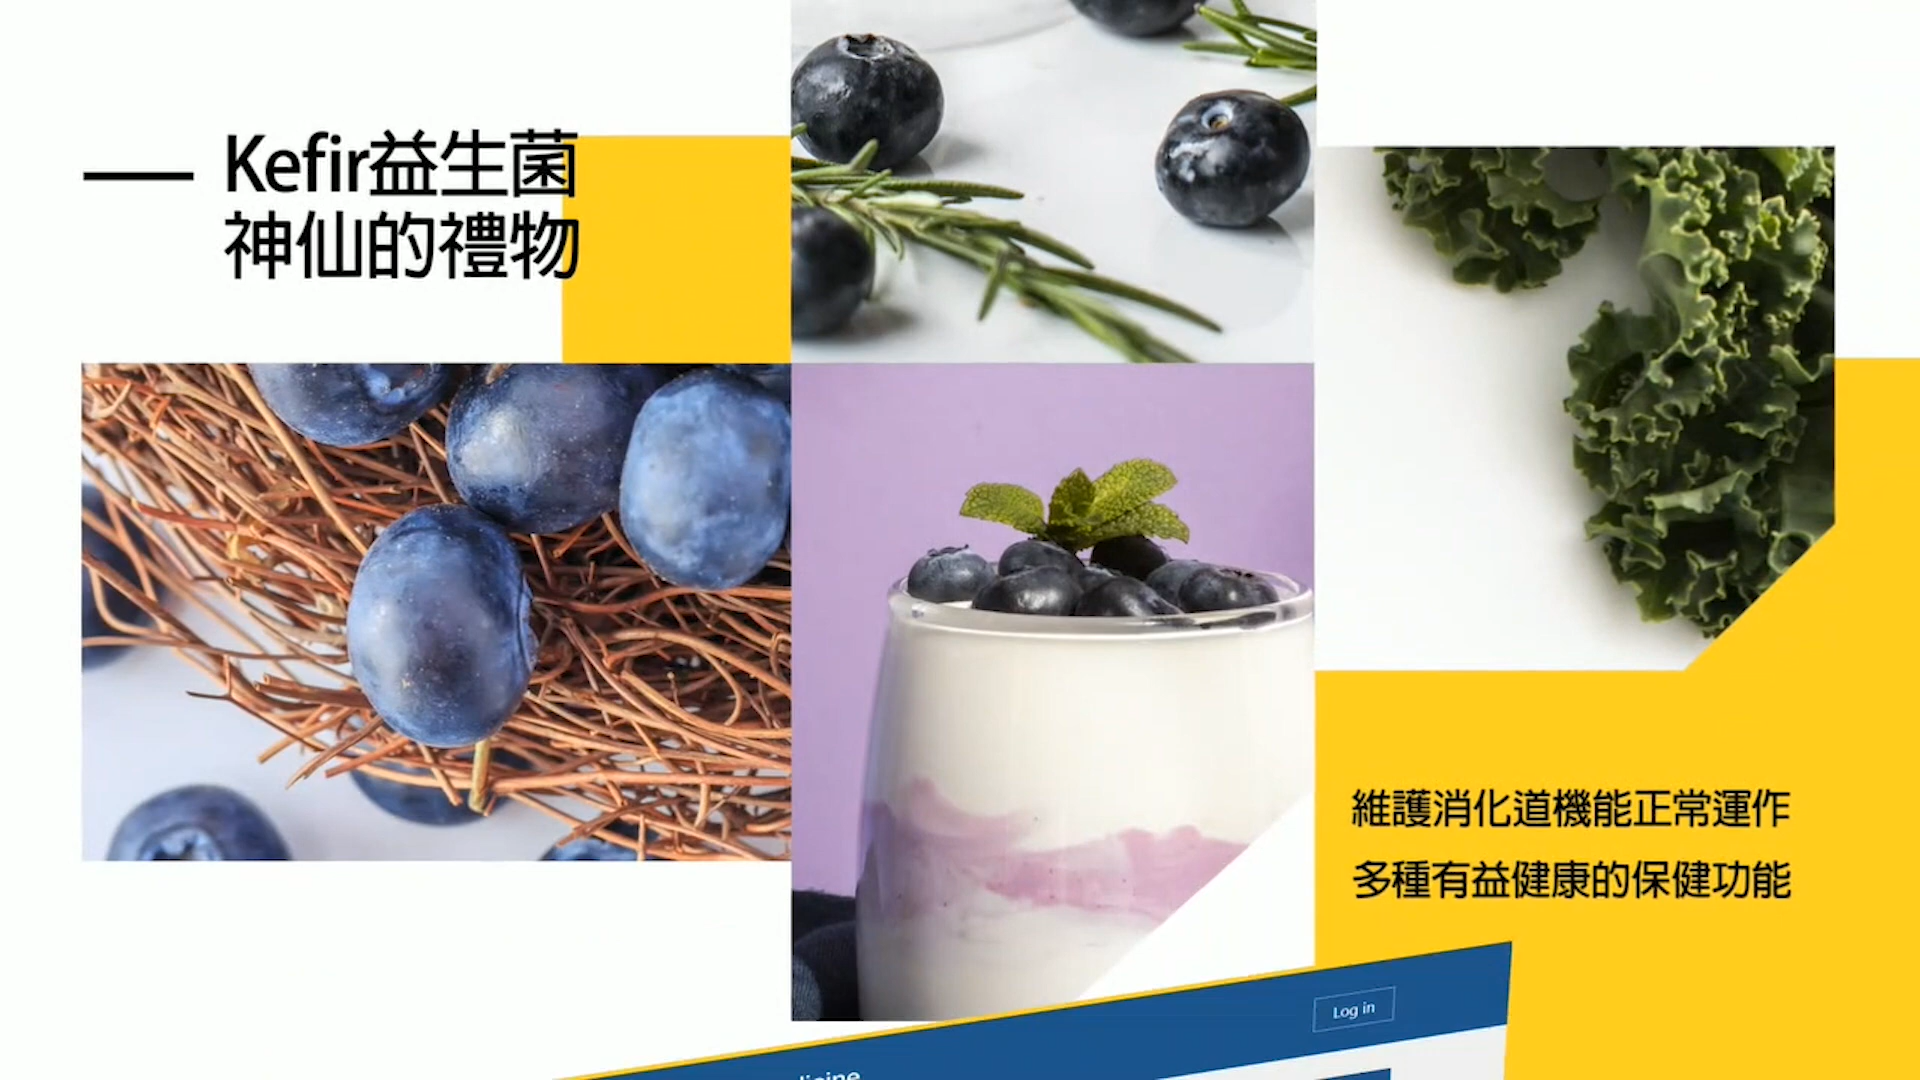 Kefir益生菌
神仙的禮物
維護消化道機能正常運作
多種有益健康的保健功能
Log in